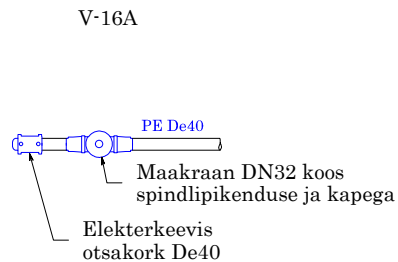 V-16A
PE De40
Maakraan DN32 koos
spindlipikenduse ja kapega
Elekterkeevis
otsakork De40